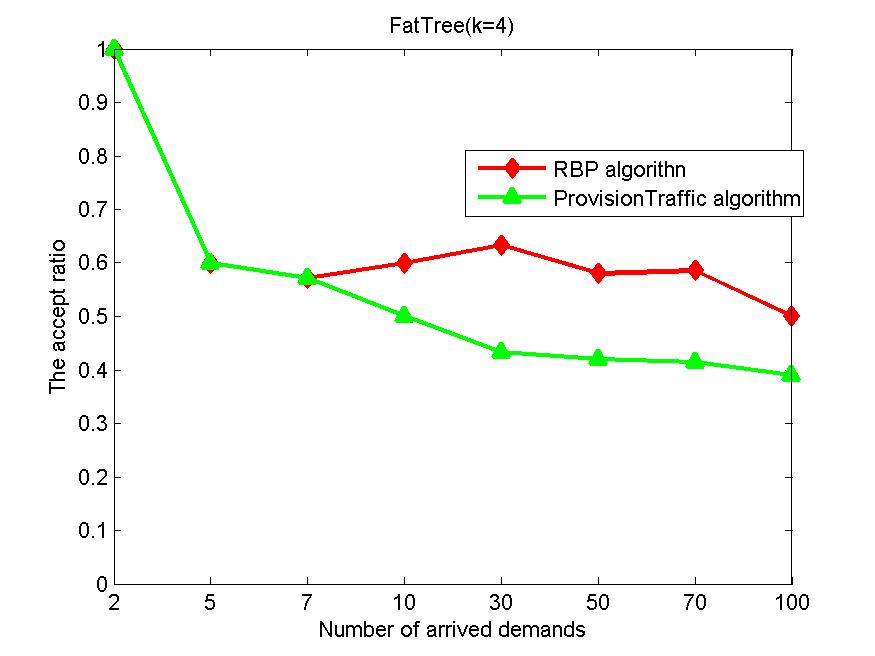 FatTree(k=4)
1
0.9
0.8
0.7
0.6
0.5
0.4
0.3
0.2
0.1
0
The accept ratio
RBP algorithn
ProvisionTraffic algorithm
2 5 7 10 30 50 70 100
Number of arrived demands